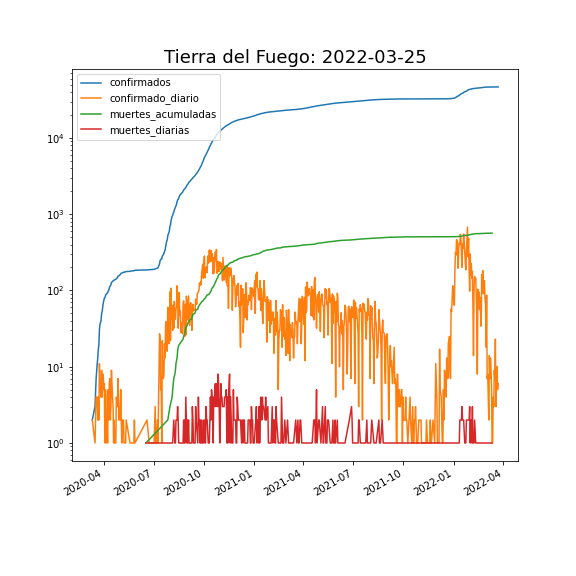 Tierra del Fuego: 2022-03-25
confirmados
confirmado_diario
muertes_acumuladas
muertes_diarias
10⁴
10³
10²
10¹
10⁰
2020-04
2020-07
2020-10
2021-01
2021-04
2021-07
2021-10
2022-01
2022-04